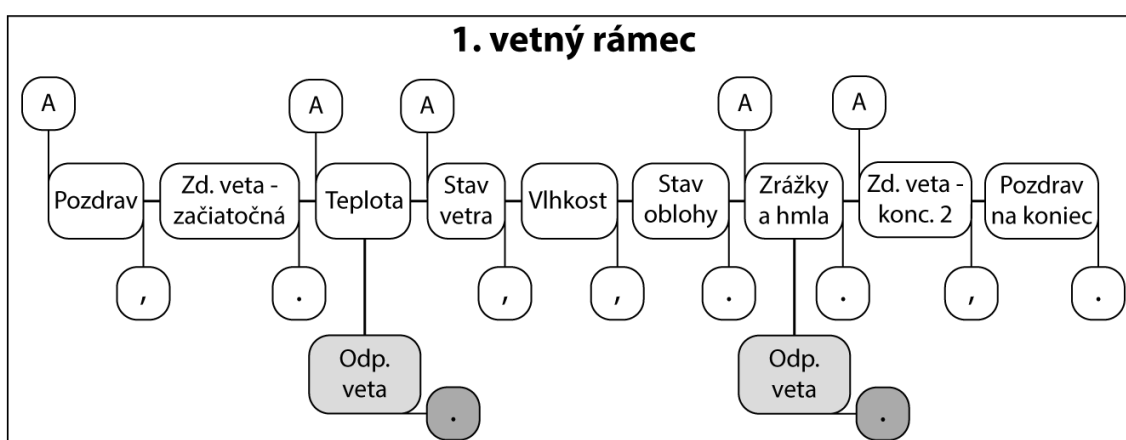 1. vetný rámec
A
A
A
A
A
Pozdrav
Zd. veta -
začiatočná
Teplota
Stav
vetra
Vlhkost
Stav
oblohy
Zrážky
a hmla
Zd. veta -
konc. 2
Pozdrav
na koniec
,
.
,
,
.
.
,
.
Odp.
veta
.
Odp.
veta
.